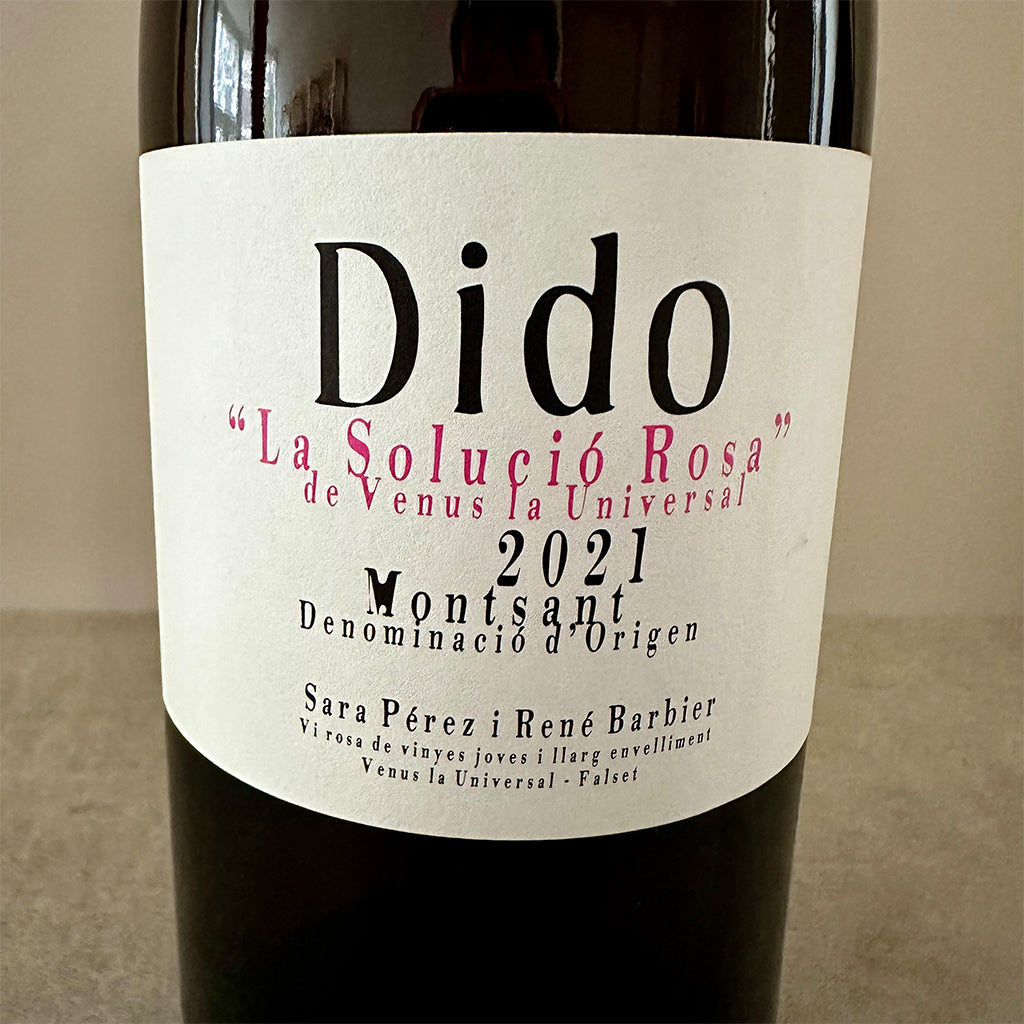 Dido
“La Solució Rosa”
de Venus la Universal
2021
Montsant
Denominació d’Origen
Sara Pérez i René Barbier
Vi rosa de vinyes joves i llarg envelliment
Venus la Universal - Falset